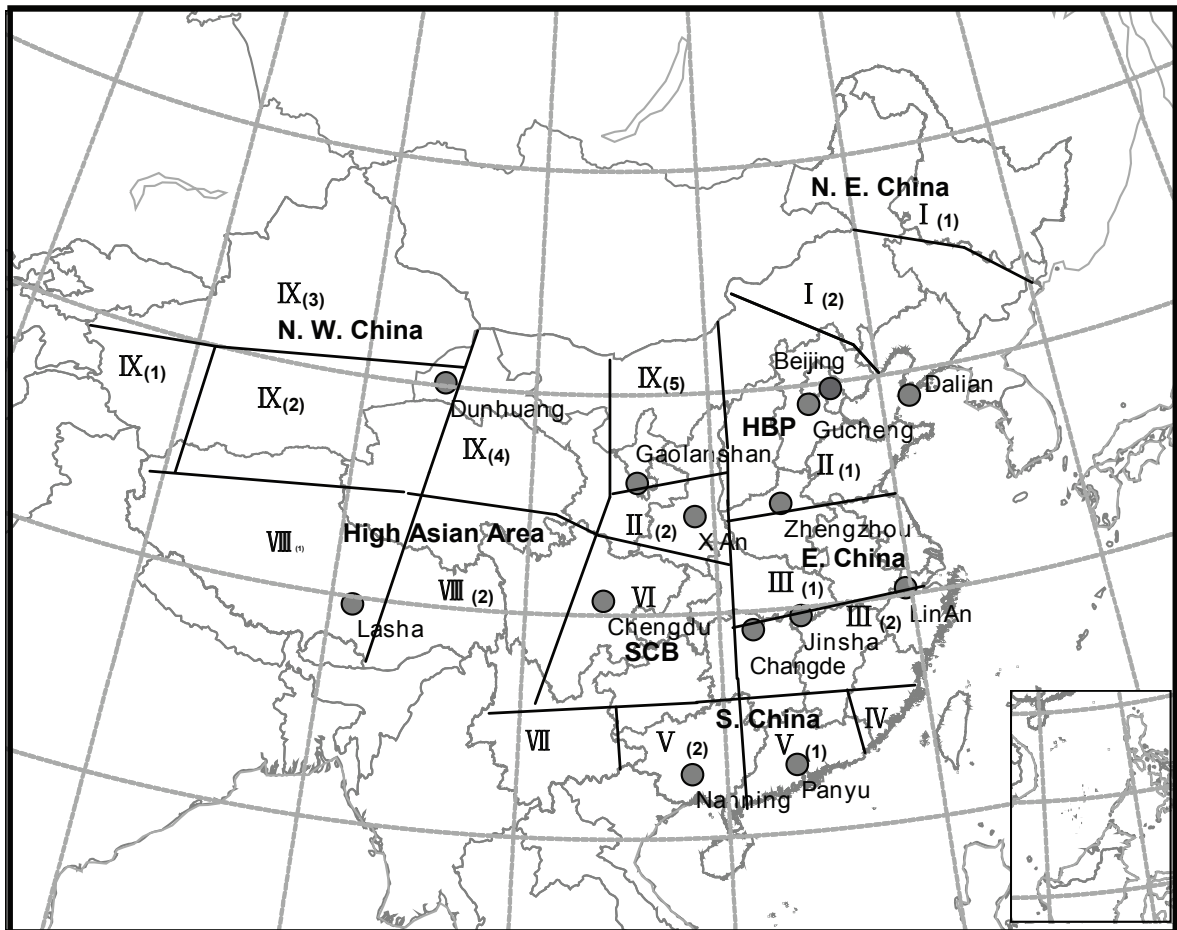 N. E. China
Ⅰ (1)
Ⅸ(3)
Ⅰ (2)
N. W. China
Beijing
Ⅸ(1)
Ⅸ(5)
Dalian
Ⅸ(2)
Dunhuang
HBP
Gucheng
Ⅸ(4)
Gaolanshan
Ⅱ (1)
High Asian Area
Ⅱ (2)
X An
Zhengzhou
Ⅷ (1)
E. China
Ⅷ (2)
Ⅵ
Ⅲ (1)
Lasha
Chengdu
Ⅲ (2)
LinAn
SCB
Jinsha
Changde
S. China
Ⅳ
Ⅶ
Ⅴ (2)
Ⅴ (1)
Nanning
Panyu